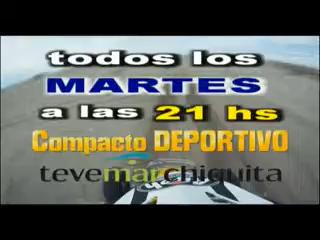 todos los
MARTES
a las 21 hs
Compacto DEPORTIVO
tevemarchiquita